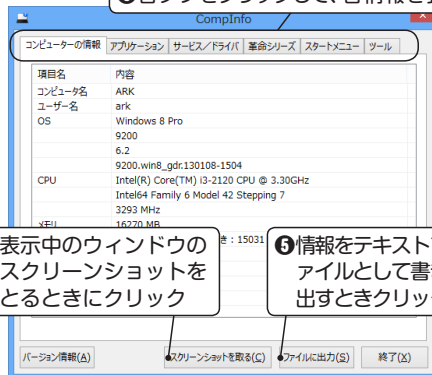 CompInfo
コンピューターの情報 アプリケーション サービス／ドライバ 革命シリーズ スタートメニュー ツール
項目名 内容
コンピュータ名 ARK
ユーザー名 ark
OS Windows 8 Pro
9200
6.2
9200.win8_gdr.130108-1504
CPU Intel(R) Core(TM) i3-2120 CPU @ 3.30GHz
Intel64 Family 6 Model 42 Stepping 7
3293 MHz
メモリ 16270 MB
き : 15031
表示中のウィンドウの
スクリーンショットを
とるときにクリック
❺情報をテキスト
ァイルとして書
出すときクリッ
バージョン情報(A) スクリーンショットを取る(C) ファイルに出力(S) 終了(X)